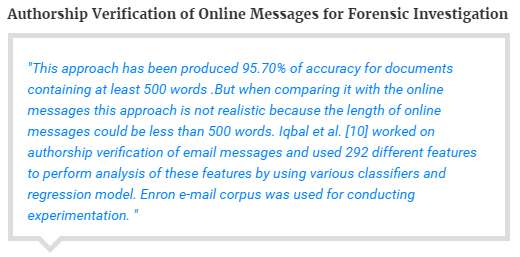 Authorship Verification of Online Messages for Forensic Investigation
"This approach has been produced 95.70% of accuracy for documents
containing at least 500 words .But when comparing it with the online
messages this approach is not realistic because the length of online
messages could be less than 500 words. Iqbal et al. [10] worked on
authorship verification of email messages and used 292 different features
to perform analysis of these features by using various classifiers and
regression model. Enron e-mail corpus was used for conducting
experimentation. "